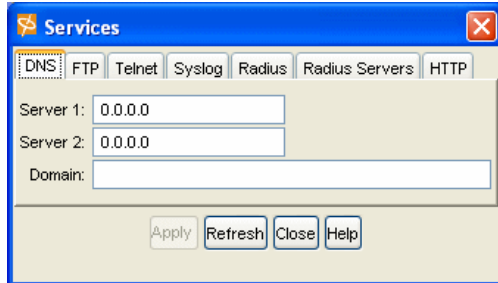 Services
DNS FTP Telnet Syslog Radius Radius Servers HTTP
Server 1: 0.0.0.0
Server 2: 0.0.0.0
Domain:
Apply Refresh Close Help